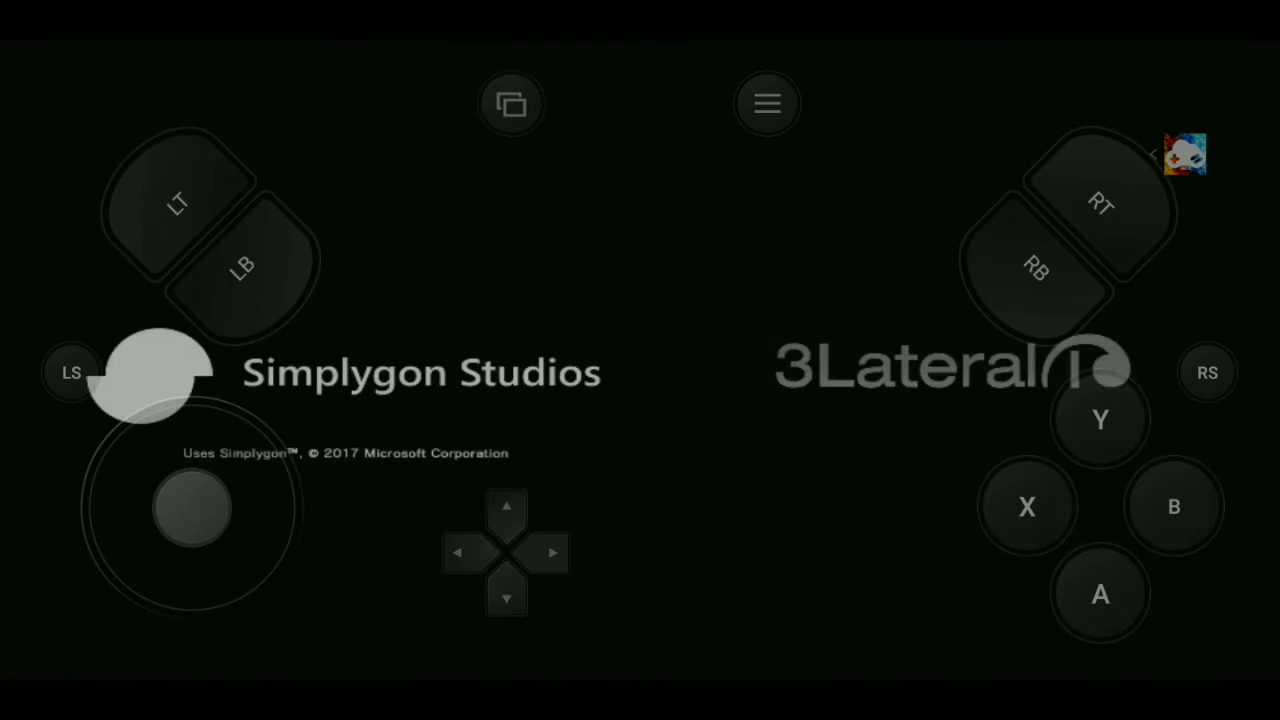 LT
RT
LB
RB
LS
Simplygon Studios
3Lateral
RS
Y
Uses Simplygon™, © 2017 Microsoft Corporation
X
B
A